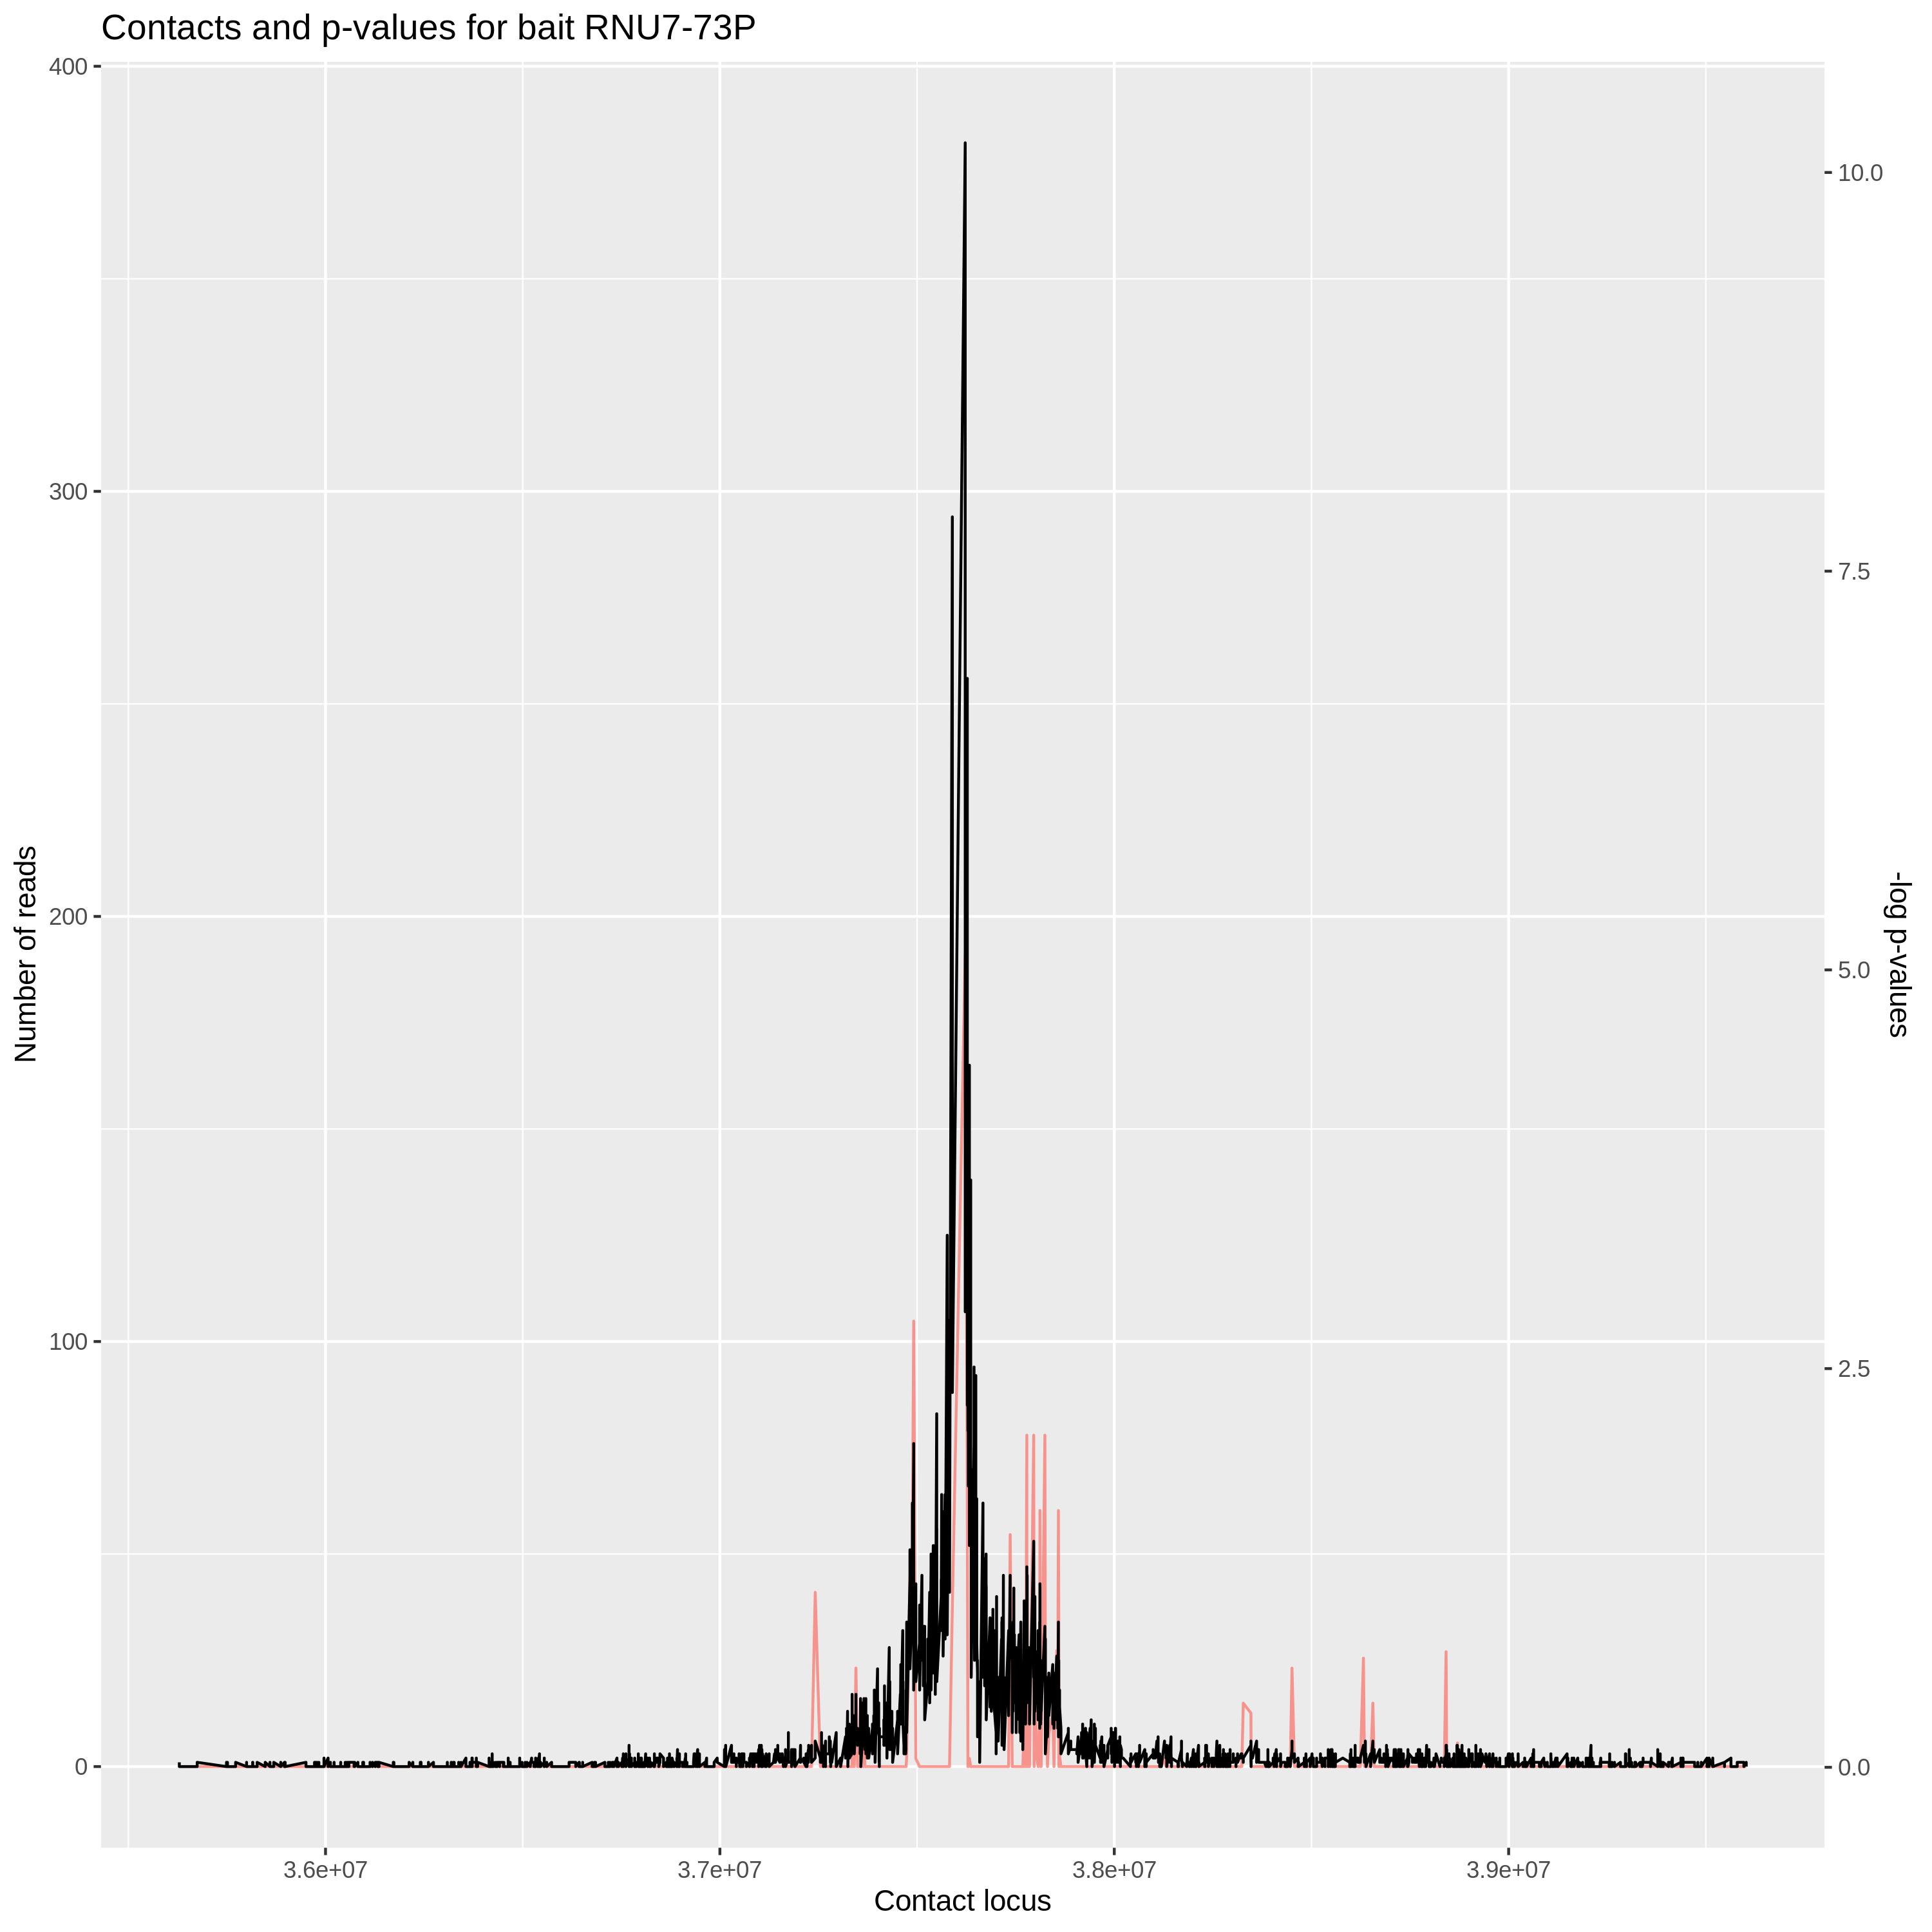 Contacts and p-values for bait RNU7-73P
400
300
200
100
0
Number of reads
10.0
7.5
5.0
2.5
0.0
-log p-values
3.6e+07
3.7e+07
3.8e+07
3.9e+07
Contact locus